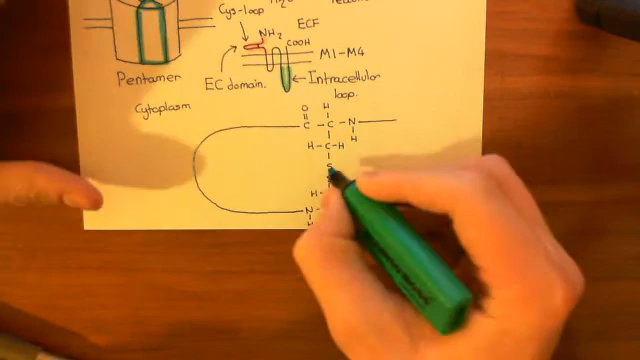 Cys-loop
NH2
ECF
COOH
M1-M4
Pentamer
EC domain.
Intracellular
loop.
Cytoplasm
O H
C - C - N
H
H-C-H
S
H-
N-
H